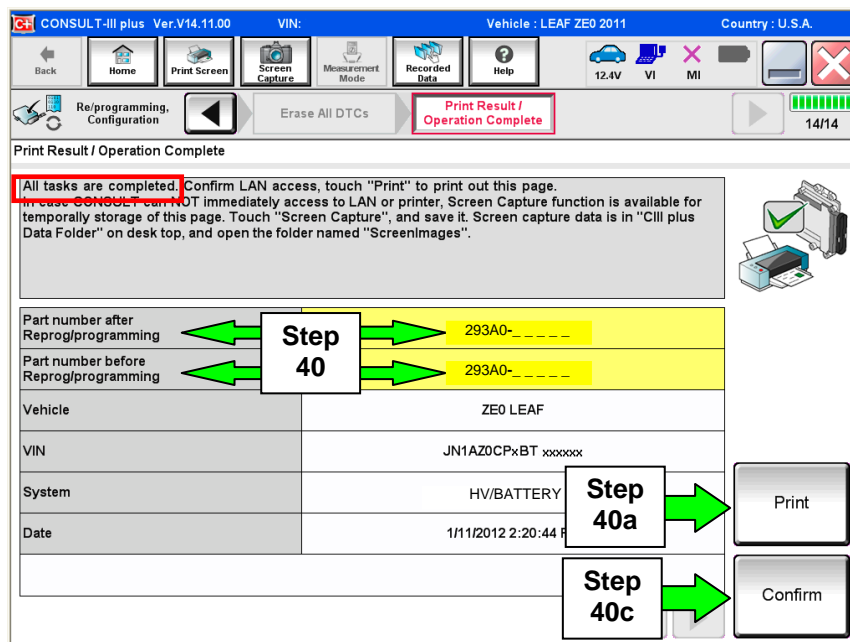 CONSULT-III plus Ver.V14.11.00 VIN: Vehicle : LEAF ZE0 2011 Country : U.S.A.
Back
Home
Print Screen
Screen
Capture
Measurement
Mode
Recorded
Data
Help
12.4V VI MI
Re/programming,
Configuration
Erase All DTCs
Print Result /
Operation Complete
14/14
Print Result / Operation Complete
All tasks are completed. Confirm LAN access, touch "Print" to print out this page.
In case CONSULT can NOT immediately access to LAN or printer, Screen Capture function is available for
temporally storage of this page. Touch "Screen Capture", and save it. Screen capture data is in "CIII plus
Data Folder" on desk top, and open the folder named "ScreenImages".
Part number after
Reprog/programming
293A0-_ _ _ _ _
Part number before
Reprog/programming
293A0-_ _ _ _ _
Step
40
Vehicle
ZE0 LEAF
VIN
JN1AZ0CPxBT xxxxxx
System
HV/BATTERY
Date
1/11/2012 2:20:44
Step
40a
Print
Step
40c
Confirm